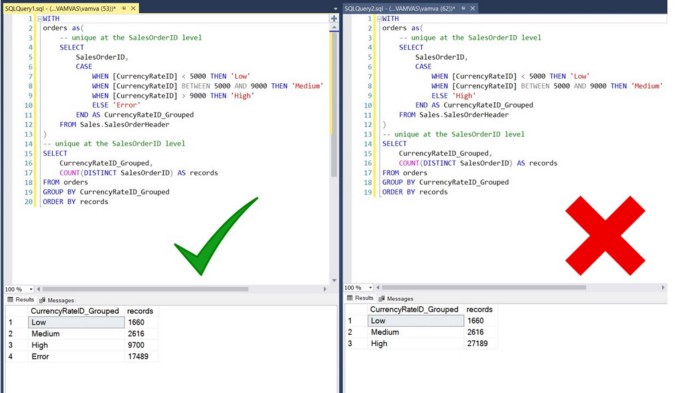 SQLQuery1.sql - (...VAMVAS\varnva (53))*
1 WITH
2 orders as(
3 -- unique at the SalesOrderID level
4 SELECT
5 SalesOrderID,
6 CASE
7 WHEN [CurrencyRateID] < 5000 THEN 'Low'
8 WHEN [CurrencyRateID] BETWEEN 5000 AND 9000 THEN 'Medium'
9 WHEN [CurrencyRateID] > 9000 THEN 'High'
10 ELSE 'Error'
11 END AS CurrencyRateID_Grouped
12 FROM Sales.SalesOrderHeader
13 )
14 -- unique at the SalesOrderID level
15 SELECT
16 CurrencyRateID_Grouped,
17 COUNT(DISTINCT SalesOrderID) AS records
18 FROM orders
19 GROUP BY CurrencyRateID_Grouped
20 ORDER BY records
100 %
Results Messages
CurrencyRateID_Grouped records
1 Low 1660
2 Medium 2616
3 High 9700
4 Error 17489
SQLQuery2.sql - (...VAMVAS\varnva (62))*
1 WITH
2 orders as(
3 -- unique at the SalesOrderID level
4 SELECT
5 SalesOrderID,
6 CASE
7 WHEN [CurrencyRateID] < 5000 THEN 'Low'
8 WHEN [CurrencyRateID] BETWEEN 5000 AND 9000 THEN 'Medium'
9 ELSE 'High'
10 END AS CurrencyRateID_Grouped
11 FROM Sales.SalesOrderHeader
12 )
13 -- unique at the SalesOrderID level
14 SELECT
15 CurrencyRateID_Grouped,
16 COUNT(DISTINCT SalesOrderID) AS records
17 FROM orders
18 GROUP BY CurrencyRateID_Grouped
19 ORDER BY records
100 %
Results Messages
CurrencyRateID_Grouped records
1 Low 1660
2 Medium 2616
3 High 27189